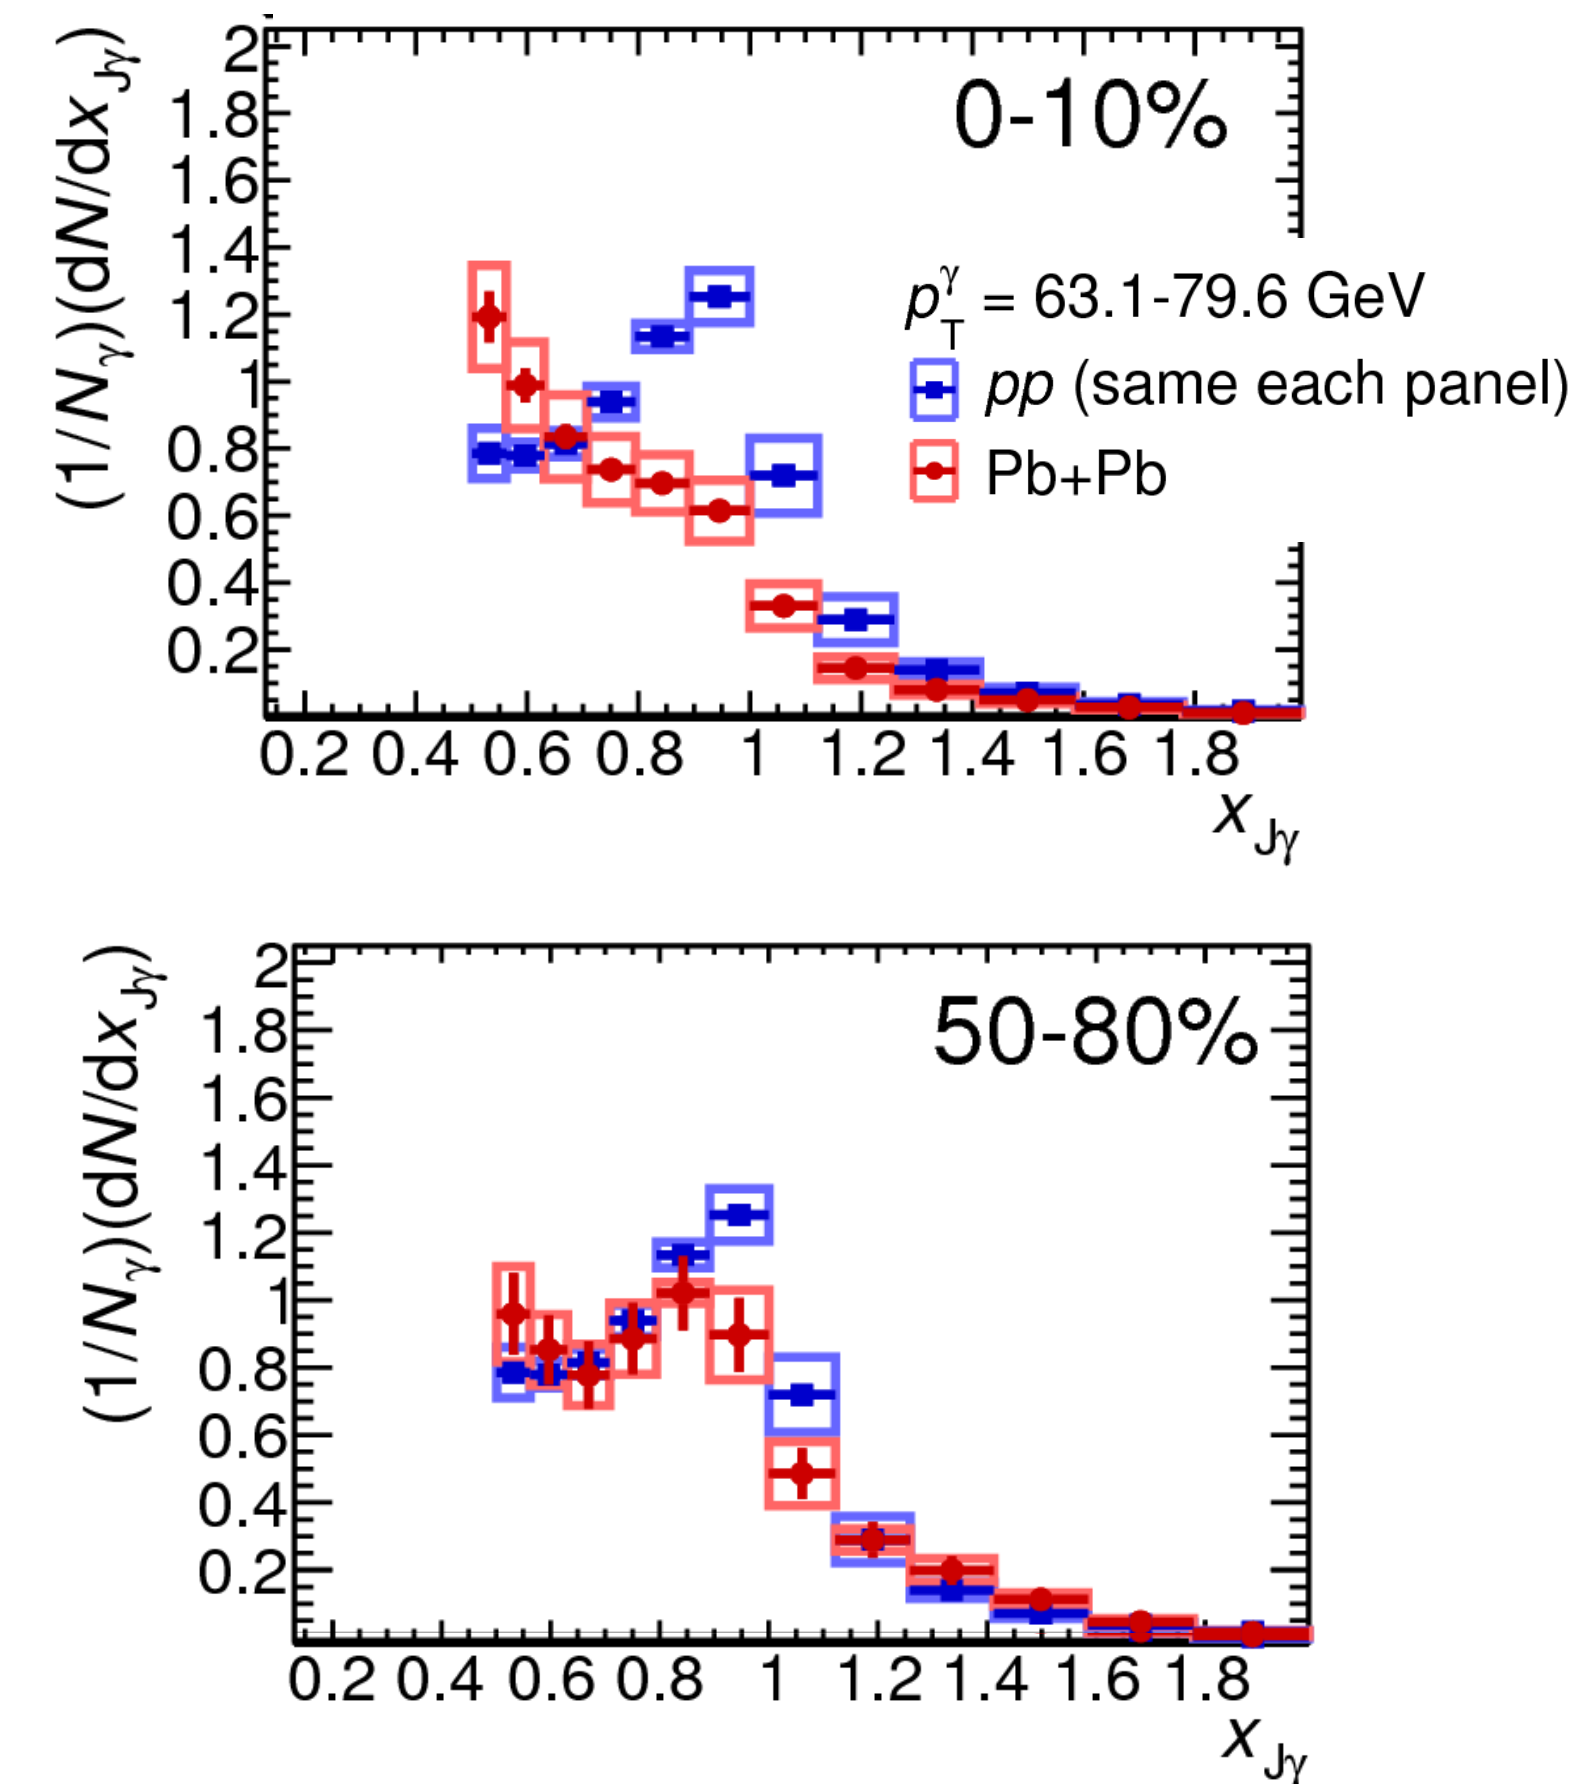 (1/Nγ)(dN/dxJγ)
2
1.8
1.6
1.4
1.2
1
0.8
0.6
0.4
0.2
0-10%
pTγ = 63.1-79.6 GeV
pp (same each panel)
Pb+Pb
0.2 0.4 0.6 0.8 1 1.2 1.4 1.6 1.8
xJγ
(1/Nγ)(dN/dxJγ)
2
1.8
1.6
1.4
1.2
1
0.8
0.6
0.4
0.2
50-80%
0.2 0.4 0.6 0.8 1 1.2 1.4 1.6 1.8
xJγ